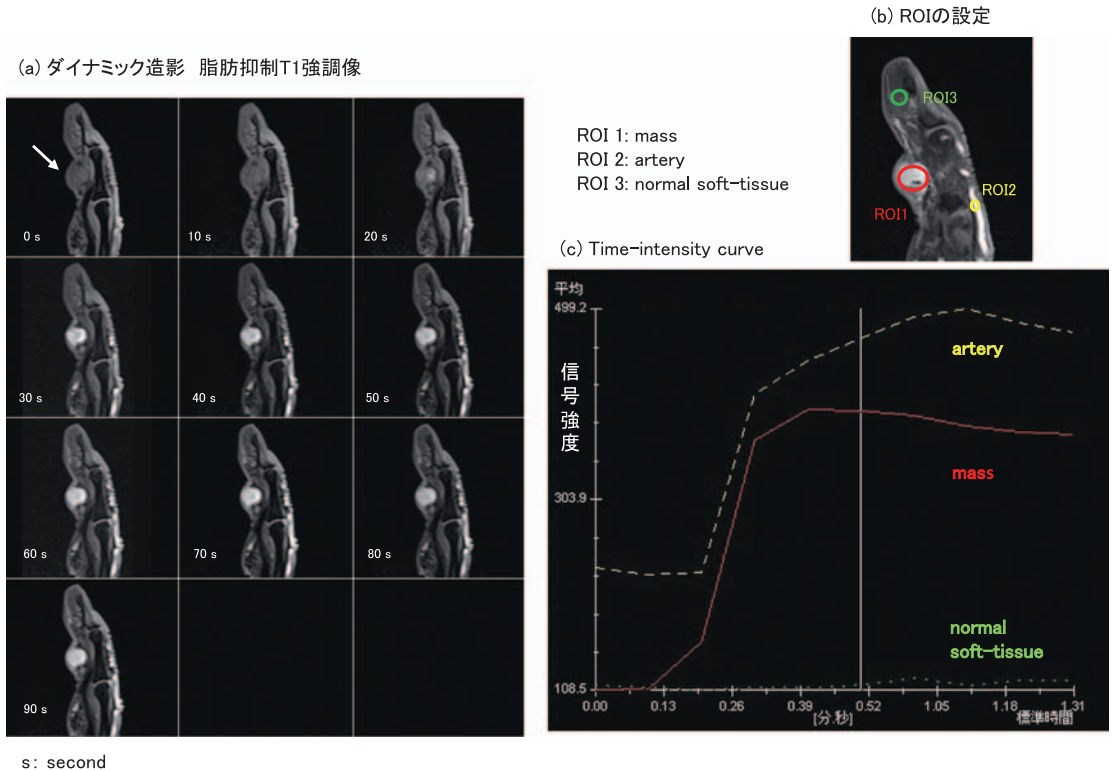 (b) ROIの設定
(a) ダイナミック造影 脂肪抑制T1強調像
0 s
10 s
20 s
30 s
40 s
50 s
60 s
70 s
80 s
90 s
s: second
ROI 1: mass
ROI 2: artery
ROI 3: normal soft-tissue
ROI3
ROI2
ROI1
(c) Time-intensity curve
平均
499.2
信号強度
303.9
108.5
artery
mass
normal
soft-tissue
0.00 0.13 0.26 0.39 0.52 1.05 1.18 1.31
[分.秒] 標準時間